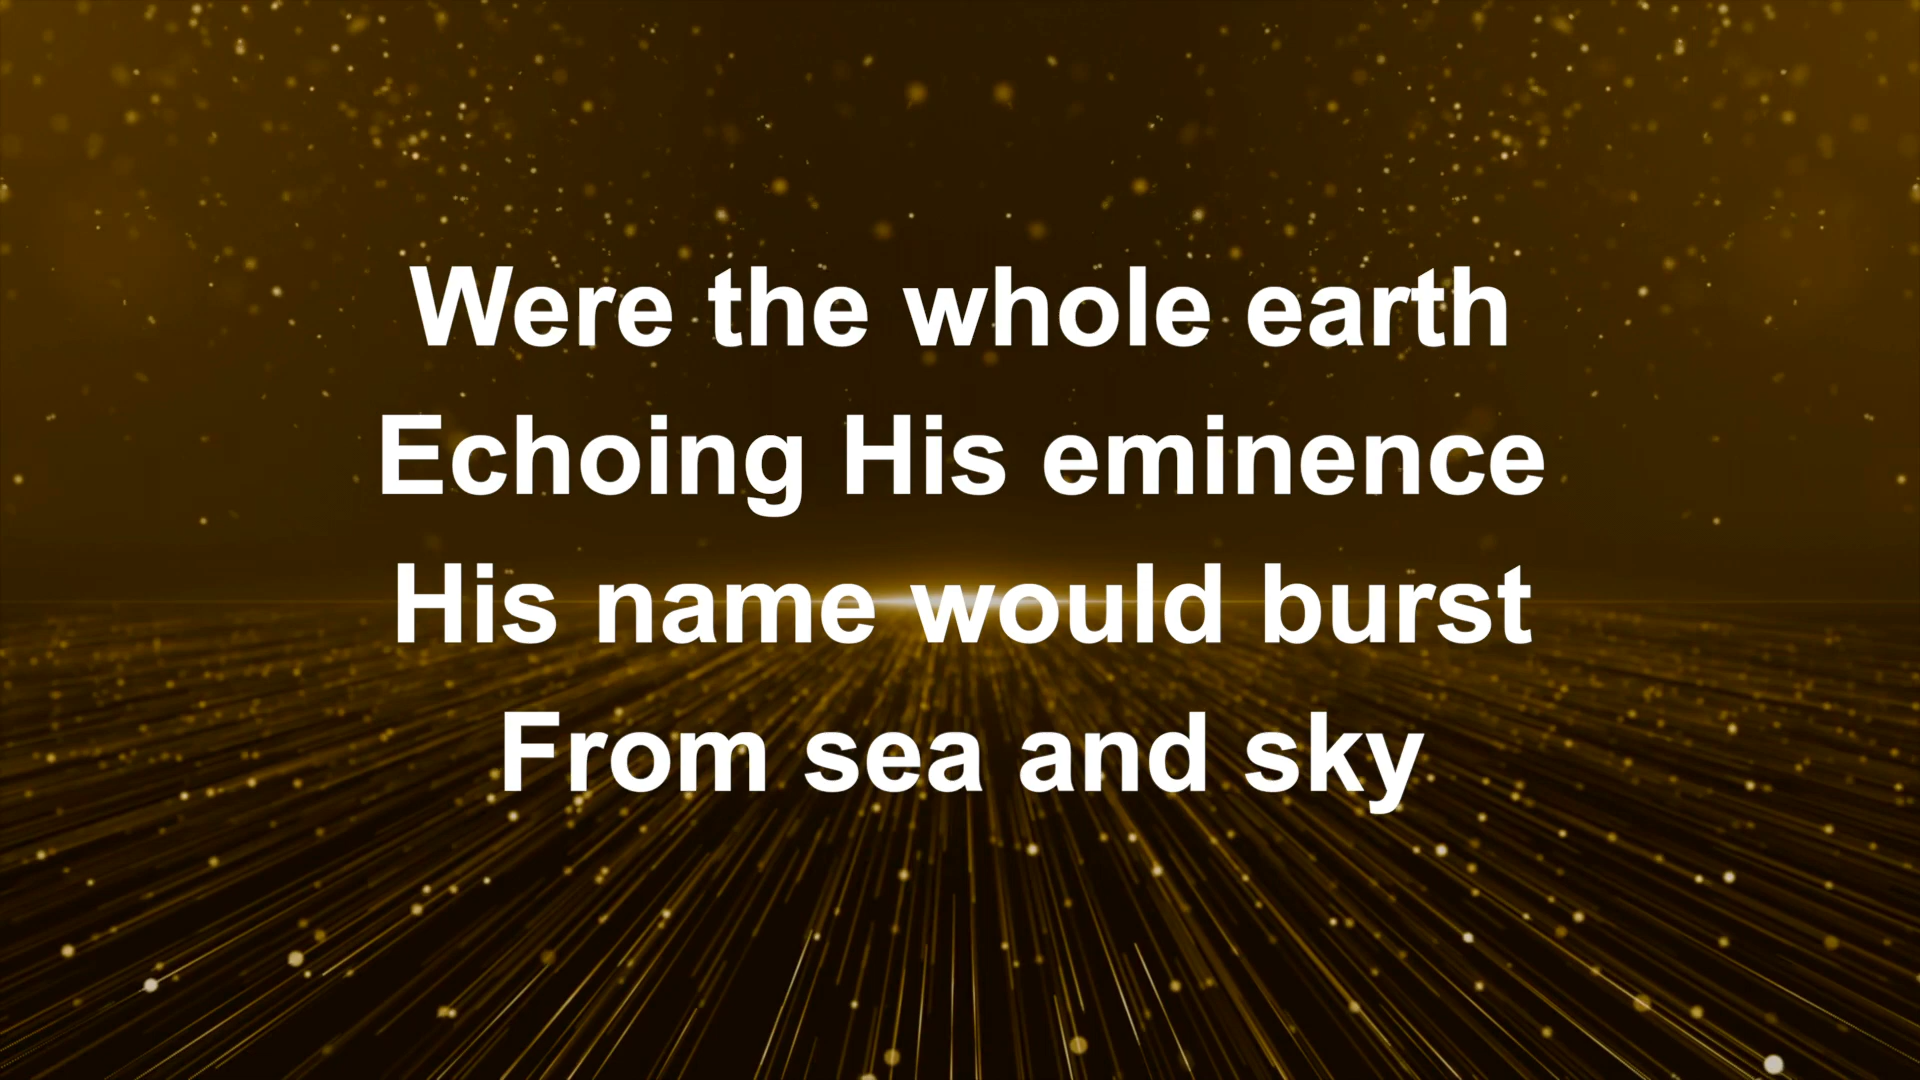 Were the whole earth
Echoing His eminence
His name would burst
From sea and sky